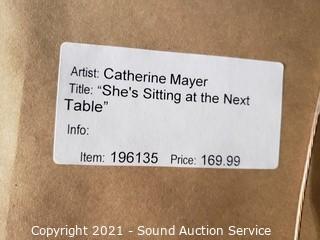 Artist: Catherine Mayer
Title: “She's Sitting at the Next
Table”
Info:
Item: 196135 Price: 169.99
Copyright 2021 - Sound Auction Service